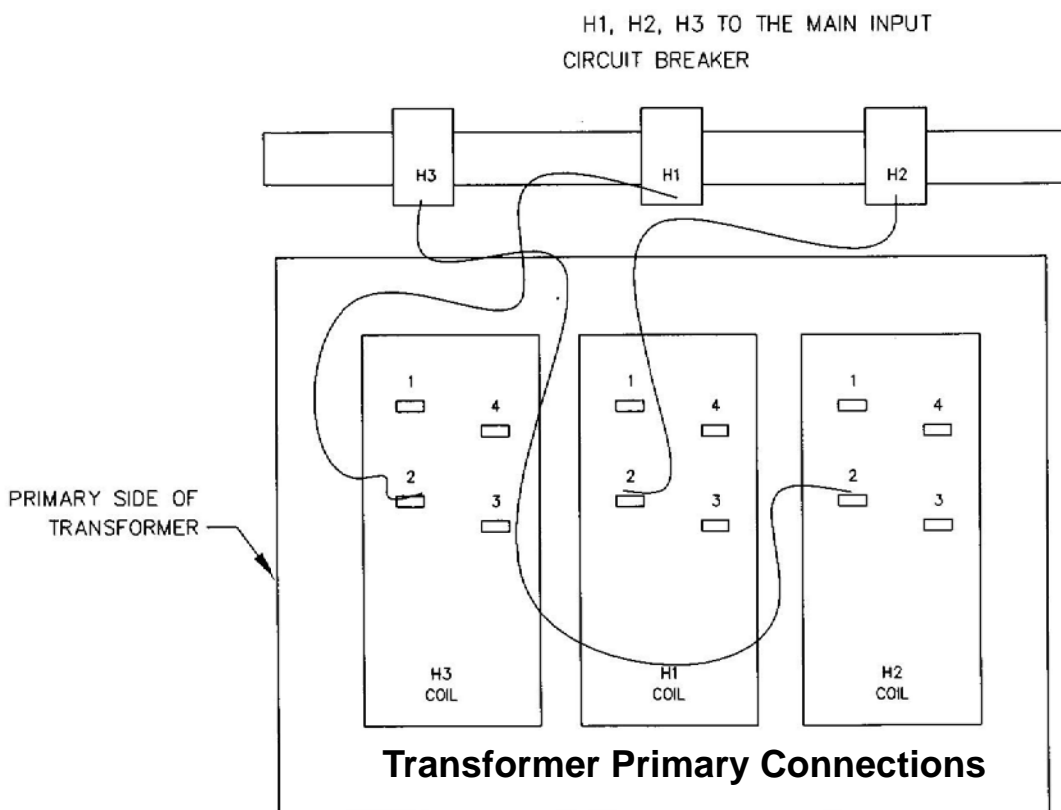 H1, H2, H3 TO THE MAIN INPUT
CIRCUIT BREAKER
H3
H1
H2
1
4
2
3
1
4
2
3
1
4
2
3
PRIMARY SIDE OF
TRANSFORMER
H3
COIL
H1
COIL
H2
COIL
Transformer Primary Connections